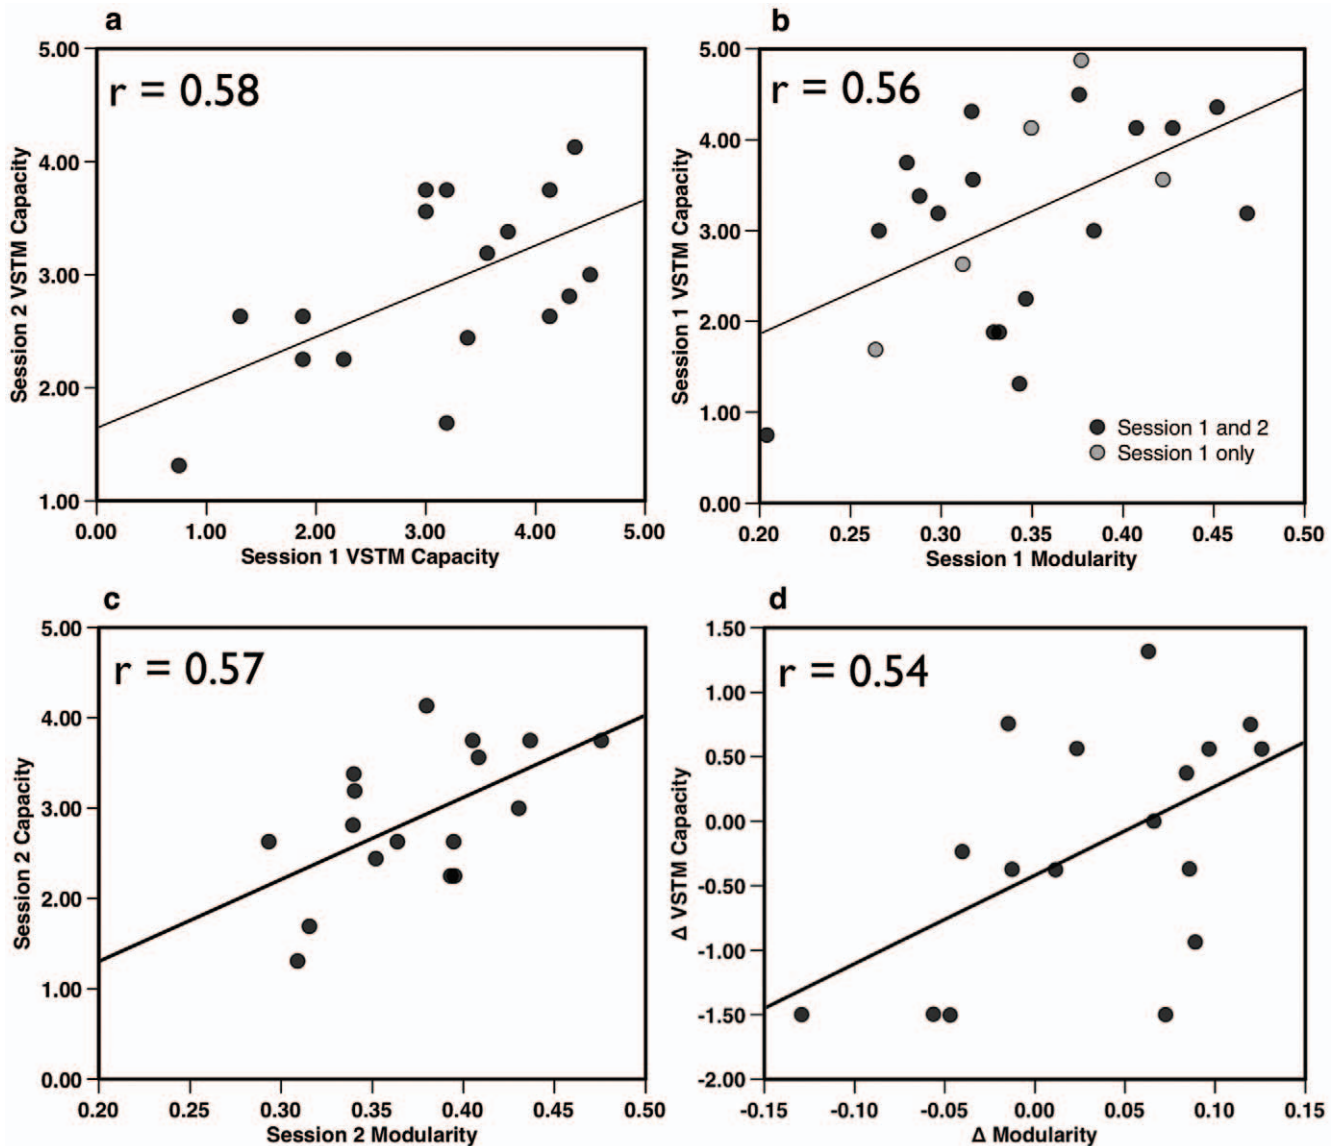 a
r = 0.58
5.00
4.00
3.00
2.00
1.00
Session 2 VSTM Capacity
0.00 1.00 2.00 3.00 4.00 5.00
Session 1 VSTM Capacity
b
r = 0.56
5.00
4.00
3.00
2.00
1.00
0.00
Session 1 VSTM Capacity
Session 1 and 2
Session 1 only
0.20 0.25 0.30 0.35 0.40 0.45 0.50
Session 1 Modularity
c
r = 0.57
5.00
4.00
3.00
2.00
1.00
0.00
Session 2 Capacity
0.20 0.25 0.30 0.35 0.40 0.45 0.50
Session 2 Modularity
d
r = 0.54
1.50
1.00
0.50
0.00
-0.50
-1.00
-1.50
-2.00
Δ VSTM Capacity
-0.15 -0.10 -0.05 0.00 0.05 0.10 0.15
Δ Modularity